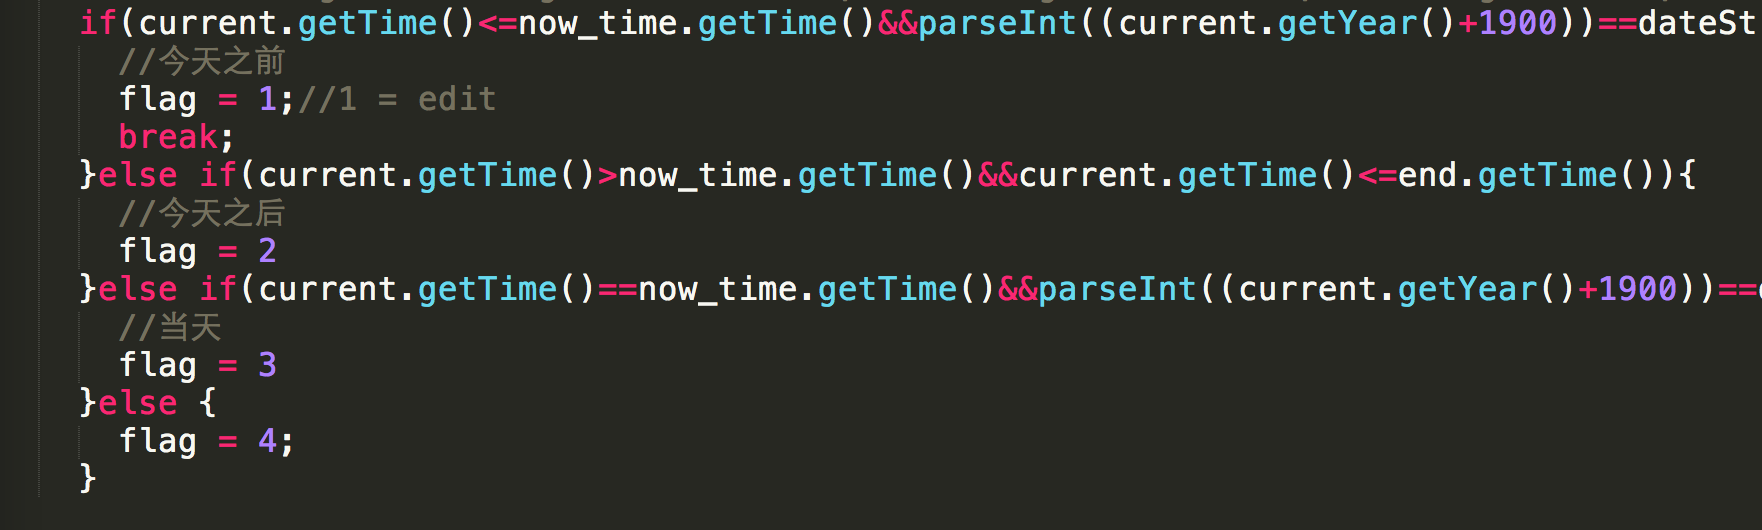 if(current.getTime()<=now_time.getTime()&&parseInt((current.getYear()+1900))==dateSt
//今天之前
flag = 1;//1 = edit
break;
}else if(current.getTime()>now_time.getTime()&&current.getTime()<=end.getTime()){
//今天之后
flag = 2
}else if(current.getTime()==now_time.getTime()&&parseInt((current.getYear()+1900))==
//当天
flag = 3
}else {
flag = 4;
}